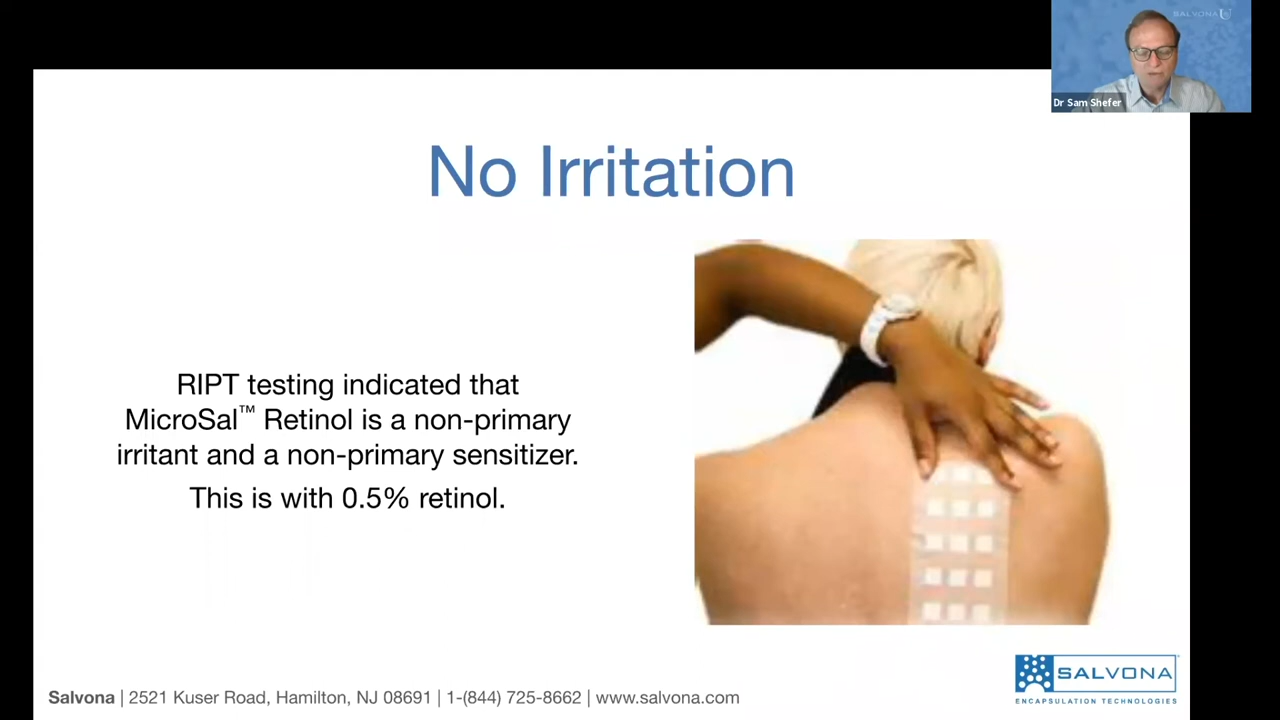 SALVONA
Dr Sam Shefer
No Irritation
RIPT testing indicated that
MicroSal™ Retinol is a non-primary
irritant and a non-primary sensitizer.
This is with 0.5% retinol.
SALVONA®
ENCAPSULATION TECHNOLOGIES
Salvona | 2521 Kuser Road, Hamilton, NJ 08691 | 1-(844) 725-8662 | www.salvona.com